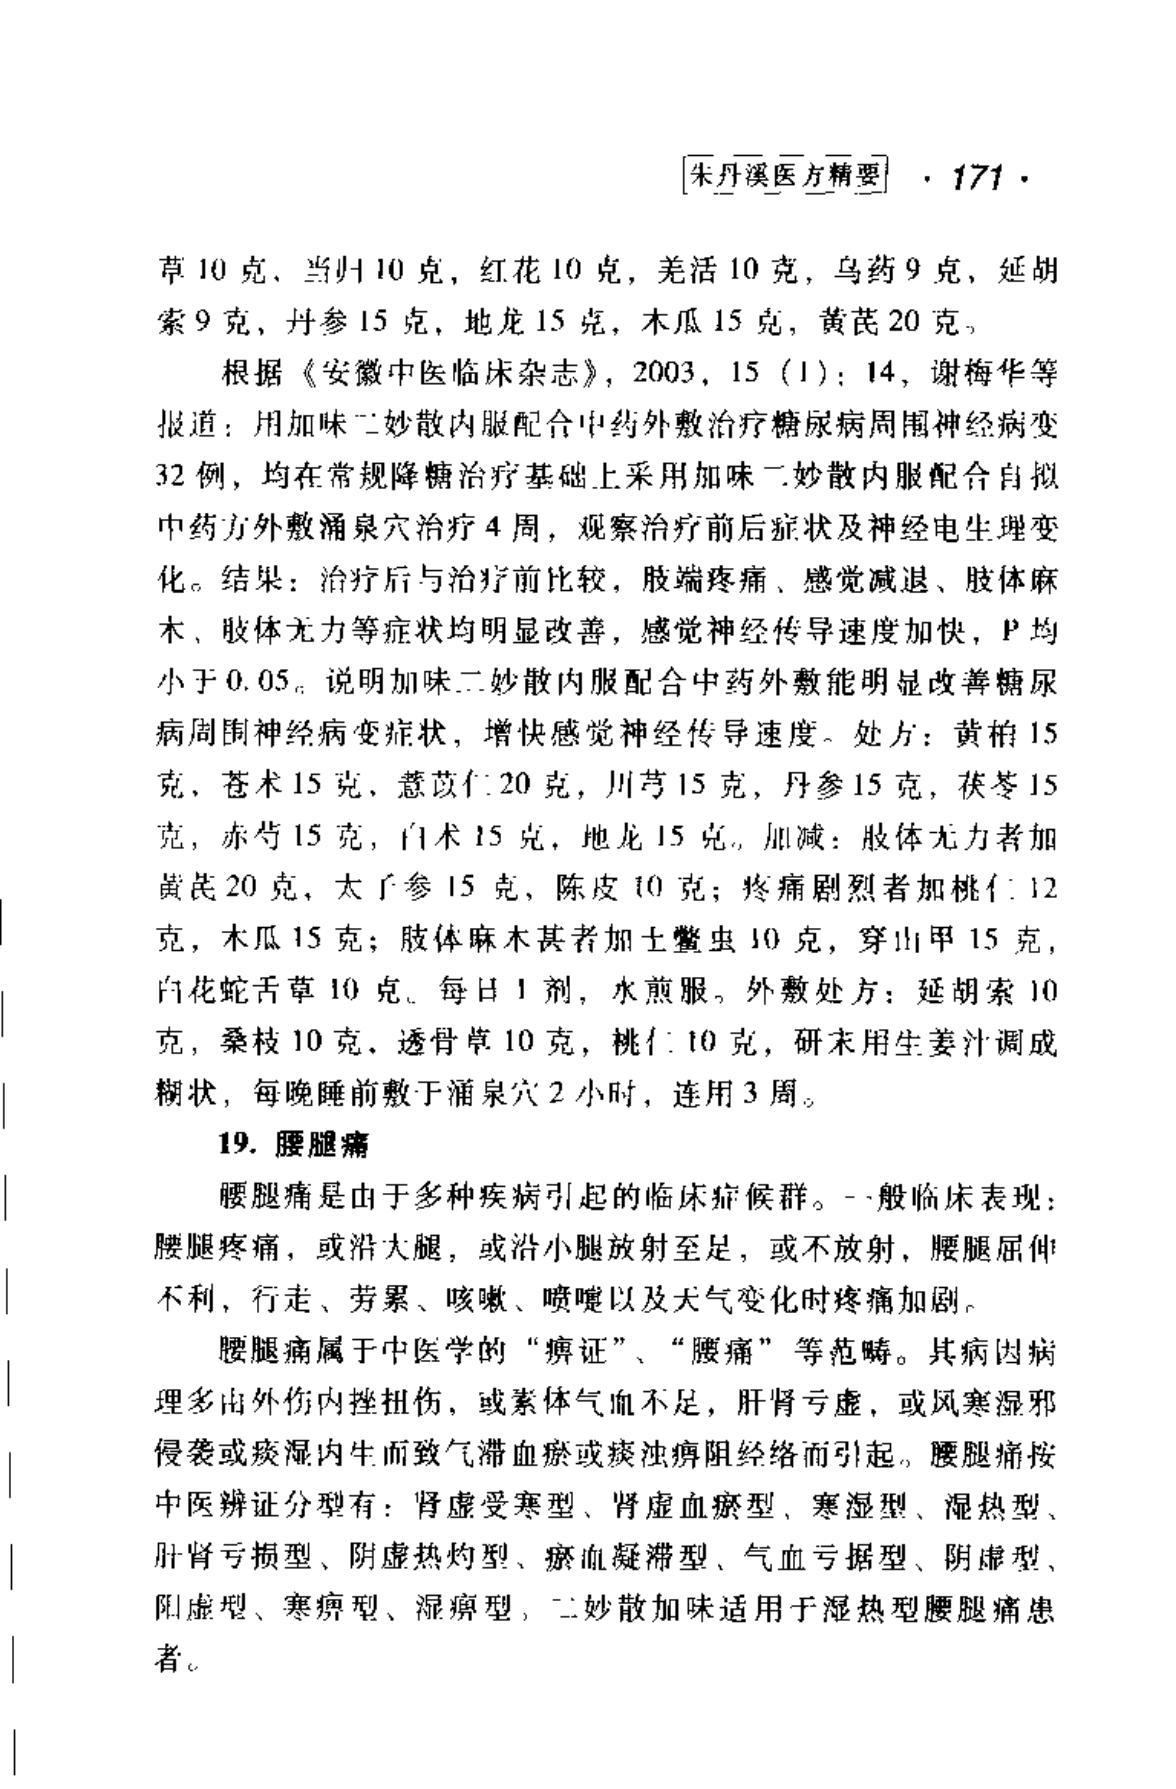 朱丹溪医方精要 · 171 ·
草 10 克，当归 10 克，红花 10 克，羌活 10 克，乌药 9 克，延胡
索 9 克，丹参 15 克，地龙 15 克，木瓜 15 克，黄芪 20 克。
根据《安徽中医临床杂志》，2003，15（1）：14，谢梅华等
报道：用加味二妙散内服配合中药外敷治疗糖尿病周围神经病变
32 例，均在常规降糖治疗基础上采用加味二妙散内服配合自拟
中药方外敷涌泉穴治疗 4 周，观察治疗前后症状及神经电生理变
化。结果：治疗后与治疗前比较，肢端疼痛、感觉减退、肢体麻
木、肢体无力等症状均明显改善，感觉神经传导速度加快，P 均
小于 0.05。说明加味二妙散内服配合中药外敷能明显改善糖尿
病周围神经病变症状，增快感觉神经传导速度。处方：黄柏 15
克，苍术 15 克，薏苡仁 20 克，川芎 15 克，丹参 15 克，茯苓 15
克，赤芍 15 克，白术 15 克，地龙 15 克。加减：肢体无力者加
黄芪 20 克，太子参 15 克，陈皮 10 克；疼痛剧烈者加桃仁 12
克，木瓜 15 克；肢体麻木甚者加土鳖虫 10 克，穿山甲 15 克，
白花蛇舌草 10 克。每日 1 剂，水煎服。外敷处方：延胡索 10
克，桑枝 10 克，透骨草 10 克，桃仁 10 克，研末用生姜汁调成
糊状，每晚睡前敷于涌泉穴 2 小时，连用 3 周。
19. 腰腿痛
腰腿痛是由于多种疾病引起的临床症候群。一般临床表现：
腰腿疼痛，或沿大腿，或沿小腿放射至足，或不放射，腰腿屈伸
不利，行走、劳累、咳嗽、喷嚏以及天气变化时疼痛加剧。
腰腿痛属于中医学的“痹证”、“腰痛”等范畴。其病因病
理多由外伤内挫扭伤，或素体气血不足，肝肾亏虚，或风寒湿邪
侵袭或痰湿内生而致气滞血瘀或痰浊痹阻经络而引起。腰腿痛按
中医辨证分型有：肾虚受寒型、肾虚血瘀型、寒湿型、湿热型、
肝肾亏损型、阴虚热灼型、瘀血凝滞型、气血亏据型、阴虚型、
阳虚型、寒痹型、湿痹型，二妙散加味适用于湿热型腰腿痛患
者。